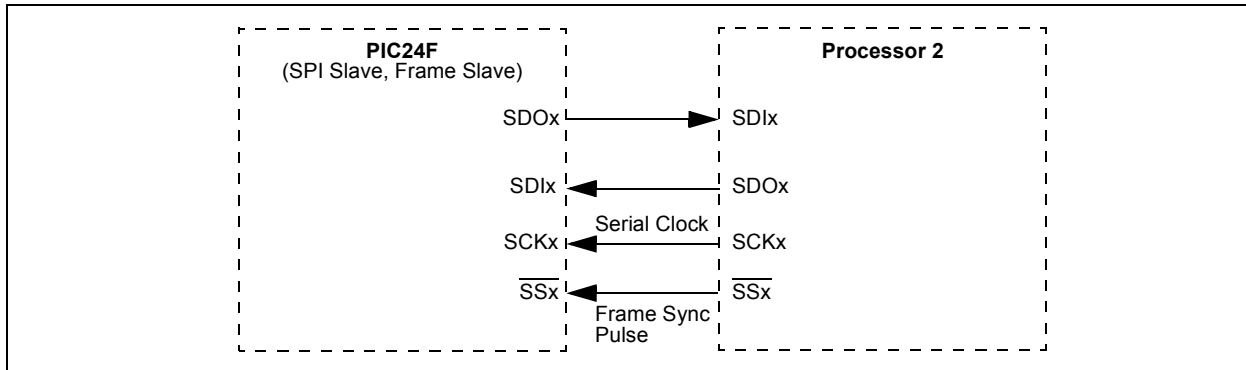 PIC24F
(SPI Slave, Frame Slave)
Processor 2
SDOx
SDIx
SDIx
SDOx
Serial Clock
SCKx
SCKx
SSx
SSx
Frame Sync
Pulse